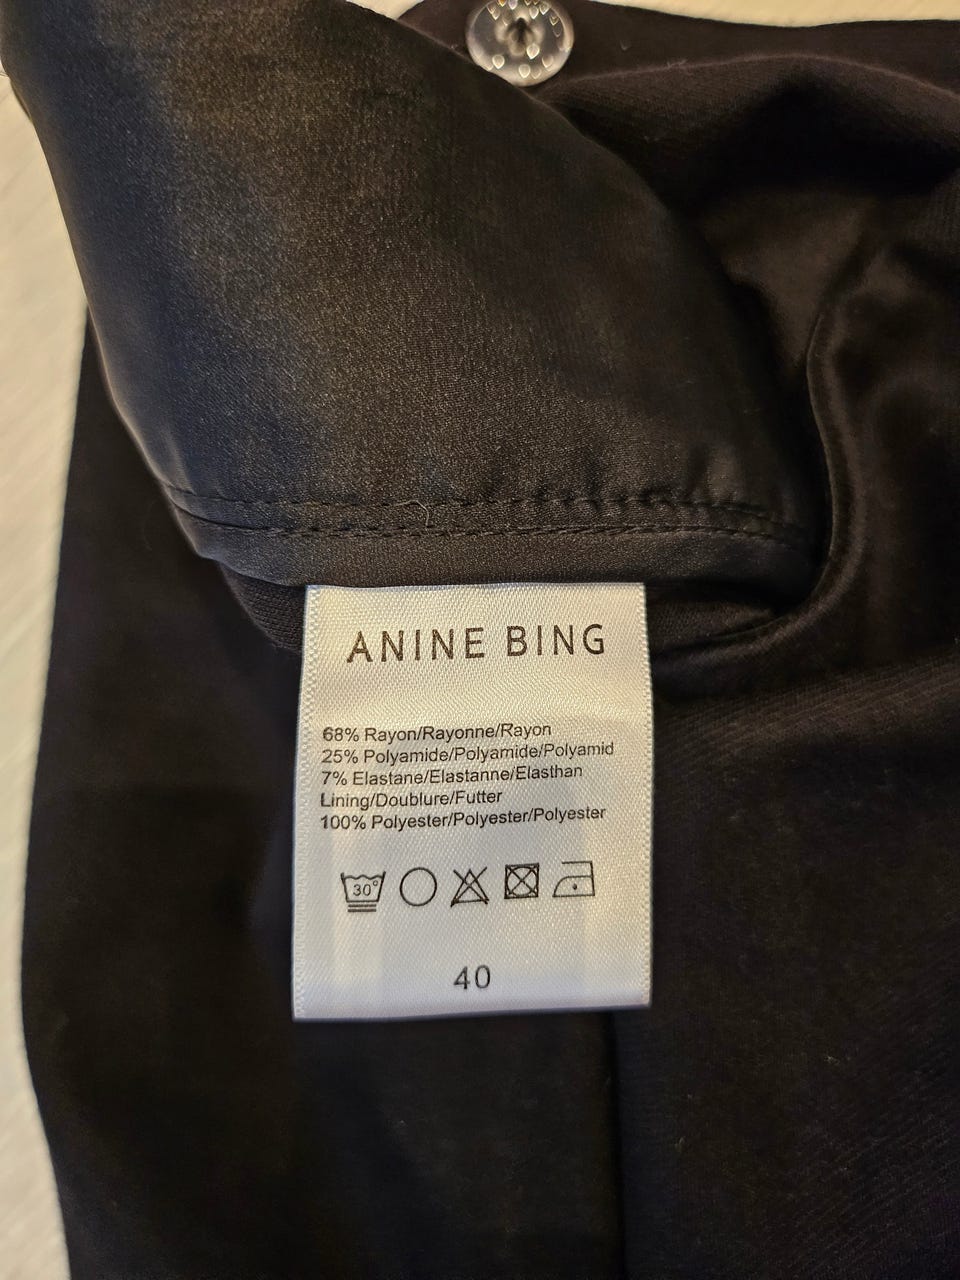 ANINE BING
68% Rayon/Rayonne/Rayon
25% Polyamide/Polyamide/Polyamid
7% Elastane/Elastanne/Elasthan
Lining/Doublure/Futter
100% Polyester/Polyester/Polyester
30°
40